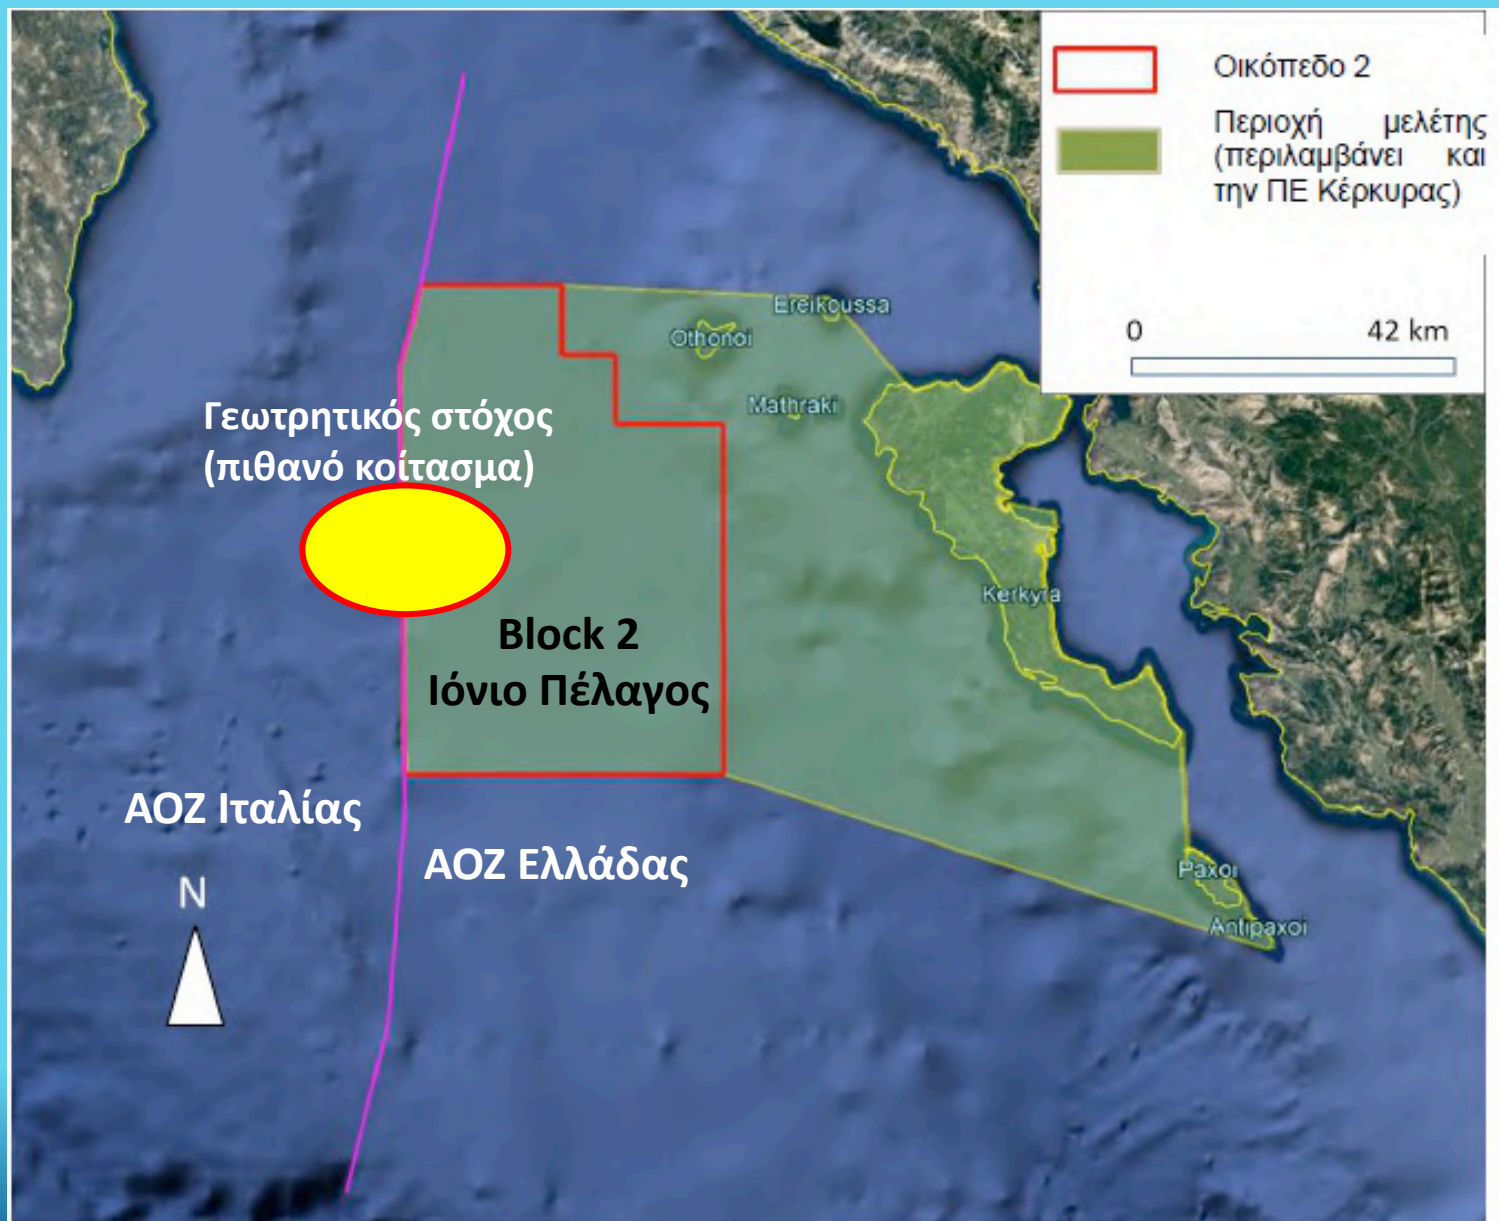 Οικόπεδο 2
Περιοχή μελέτης
(περιλαμβάνει και
την ΠΕ Κέρκυρας)
0 42 km
Ereikoussa
Othonoi
Mathraki
Γεωτρητικός στόχος
(πιθανό κοίτασμα)
Kerkyra
Block 2
Ιόνιο Πέλαγος
ΑΟΖ Ιταλίας
ΑΟΖ Ελλάδας
Paxoi
N
Antipaxoi